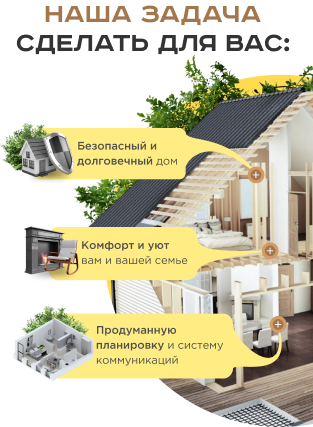 НАША ЗАДАЧА
СДЕЛАТЬ ДЛЯ ВАС:
Безопасный и
долговечный дом
Комфорт и уют
вам и вашей семье
Продуманную
планировку и систему
коммуникаций